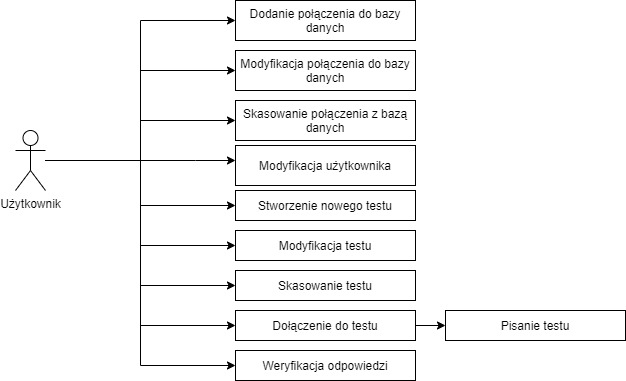 Dodanie połączenia do bazy
danych
Modyfikacja połączenia do bazy
danych
Skasowanie połączenia z bazą
danych
Modyfikacja użytkownika
Użytkownik
Stworzenie nowego testu
Modyfikacja testu
Skasowanie testu
Dołączenie do testu
Pisanie testu
Weryfikacja odpowiedzi